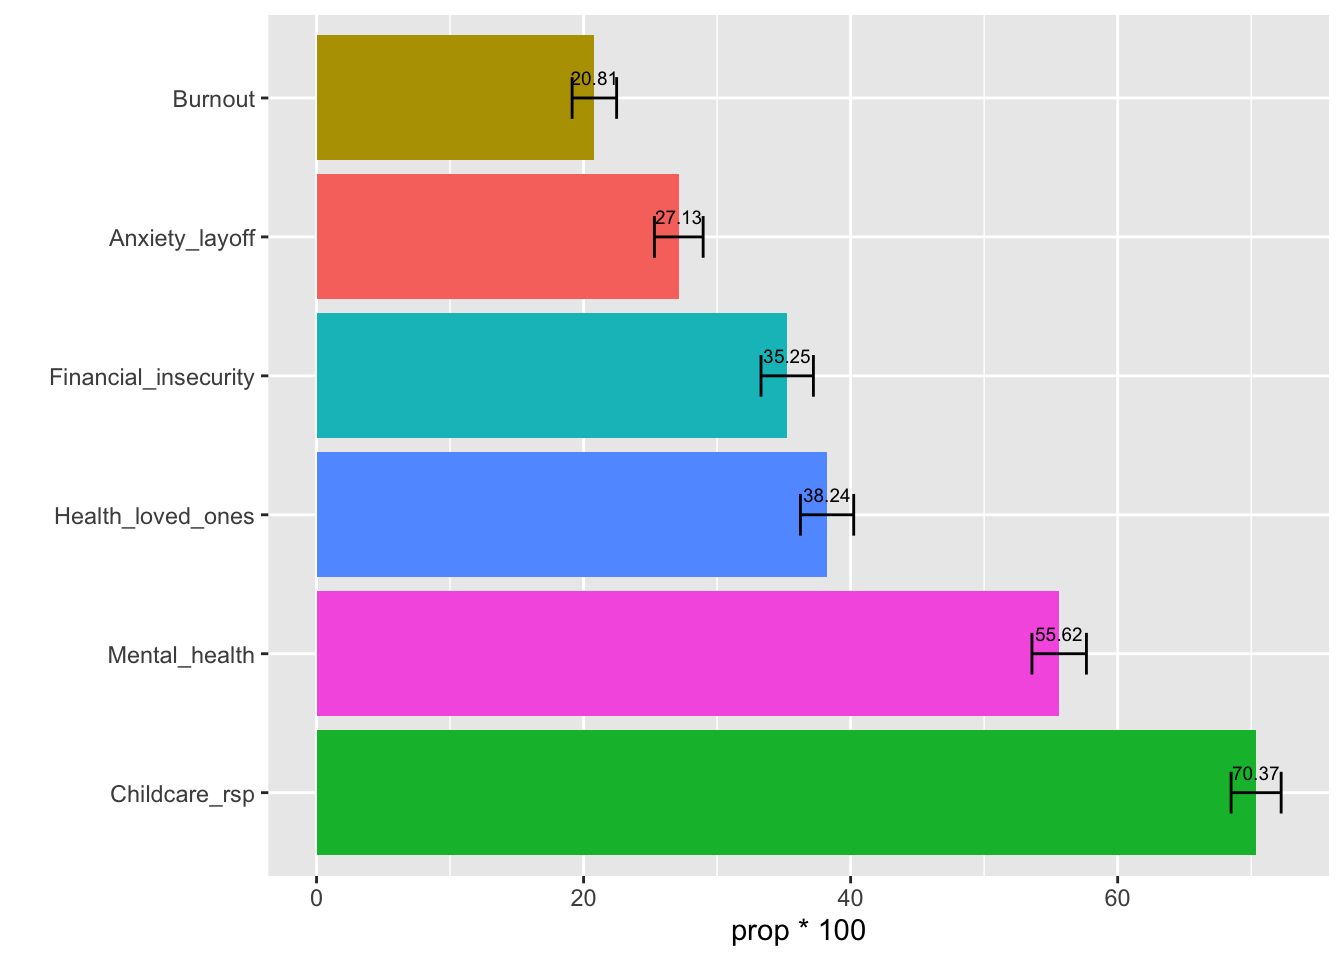 Burnout 20.81
Anxiety_layoff 27.13
Financial_insecurity 35.25
Health_loved_ones 38.24
Mental_health 55.62
Childcare_rsp 70.37
0 20 40 60
prop * 100